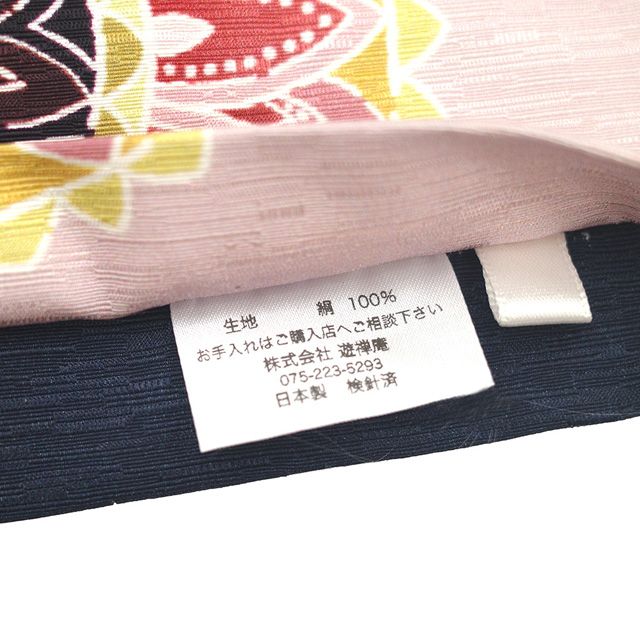 生地 絹 100%
お手入れはご購入店へご相談下さい
株式会社 遊禅庵
075-223-5293
日本製 検針済